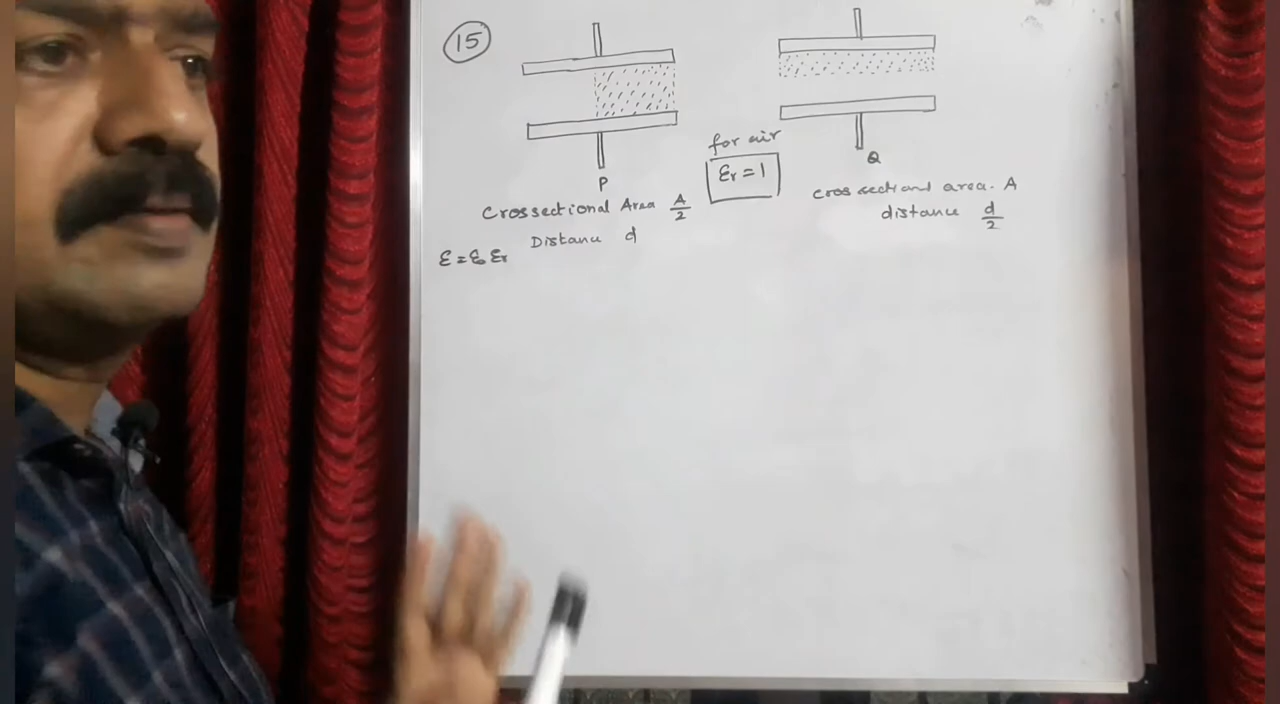 15
P
Crossectional Area A/2
Distance d
ε = ε₀ εr
for air
εr = 1
Q
cross sectional area. A
distance d/2